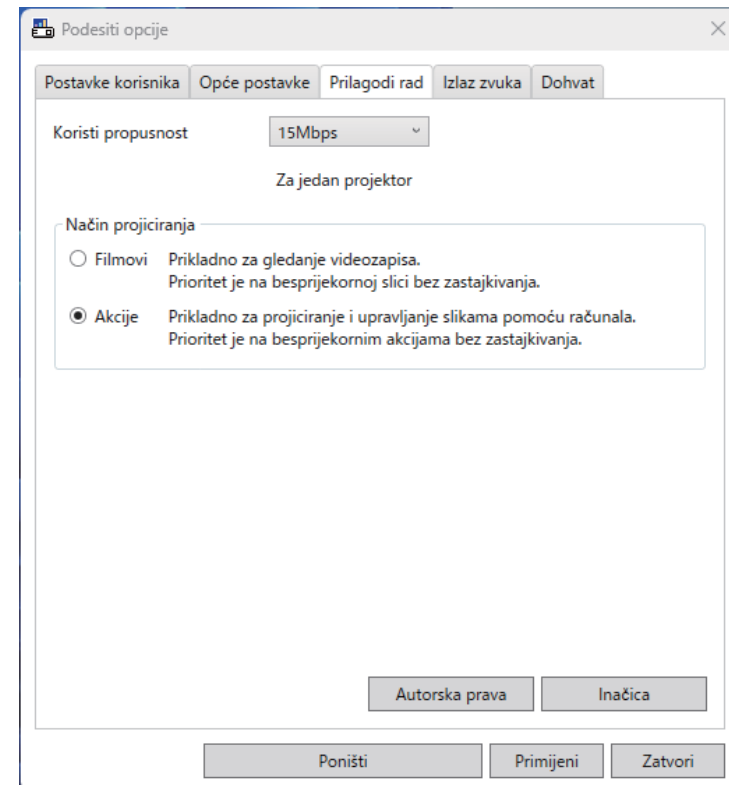 Podesiti opcije
Postavke korisnika Opće postavke Prilagodi rad Izlaz zvuka Dohvat
Koristi propusnost 15Mbps
Za jedan projektor
Način projiciranja
Filmovi Prikladno za gledanje videozapisa.
Prioritet je na besprijekornoj slici bez zastajkivanja.
Akcije Prikladno za projiciranje i upravljanje slikama pomoću računala.
Prioritet je na besprijekornim akcijama bez zastajkivanja.
Autorska prava Inačica
Poništi Primijeni Zatvori